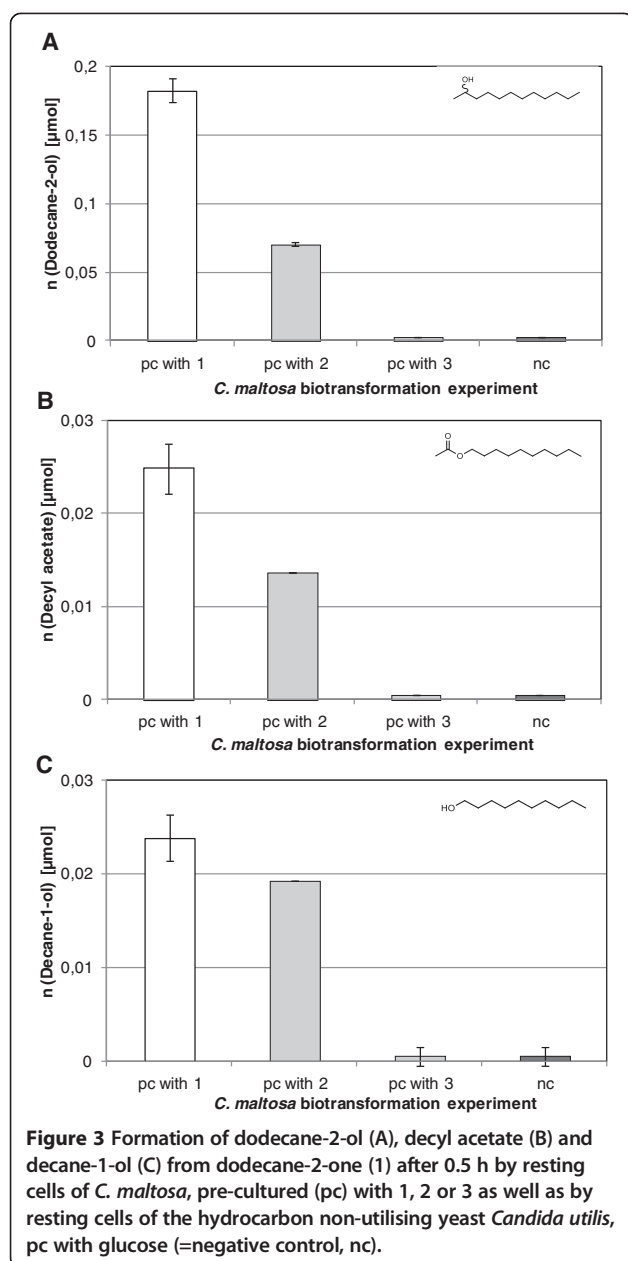 A
0,2
0,15
0,1
0,05
0
n (Dodecane-2-ol) [µmol]
OH
pc with 1 pc with 2 pc with 3 nc
C. maltosa biotransformation experiment
B
0,03
0,02
0,01
0
n (Decyl acetate) [µmol]
O
O
pc with 1 pc with 2 pc with 3 nc
C. maltosa biotransformation experiment
C
0,03
0,02
0,01
0
n (Decane-1-ol) [µmol]
HO
pc with 1 pc with 2 pc with 3 nc
C. maltosa biotransformation experiment
Figure 3 Formation of dodecane-2-ol (A), decyl acetate (B) and
decane-1-ol (C) from dodecane-2-one (1) after 0.5 h by resting
cells of C. maltosa, pre-cultured (pc) with 1, 2 or 3 as well as by
resting cells of the hydrocarbon non-utilising yeast Candida utilis,
pc with glucose (=negative control, nc).